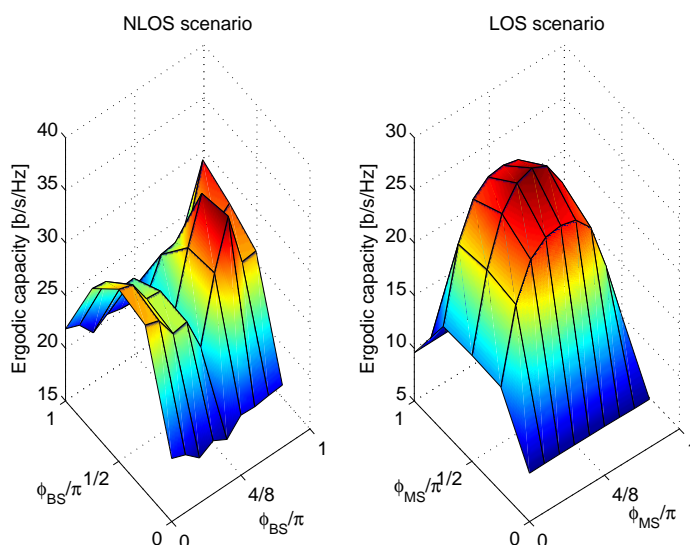 NLOS scenario
40
35
30
25
20
15
Ergodic capacity [b/s/Hz]
1
1/2
0
ϕBS/π
0
4/8
1
ϕBS/π
LOS scenario
30
25
20
15
10
5
Ergodic capacity [b/s/Hz]
1
1/2
0
ϕMS/π
0
4/8
ϕMS/π